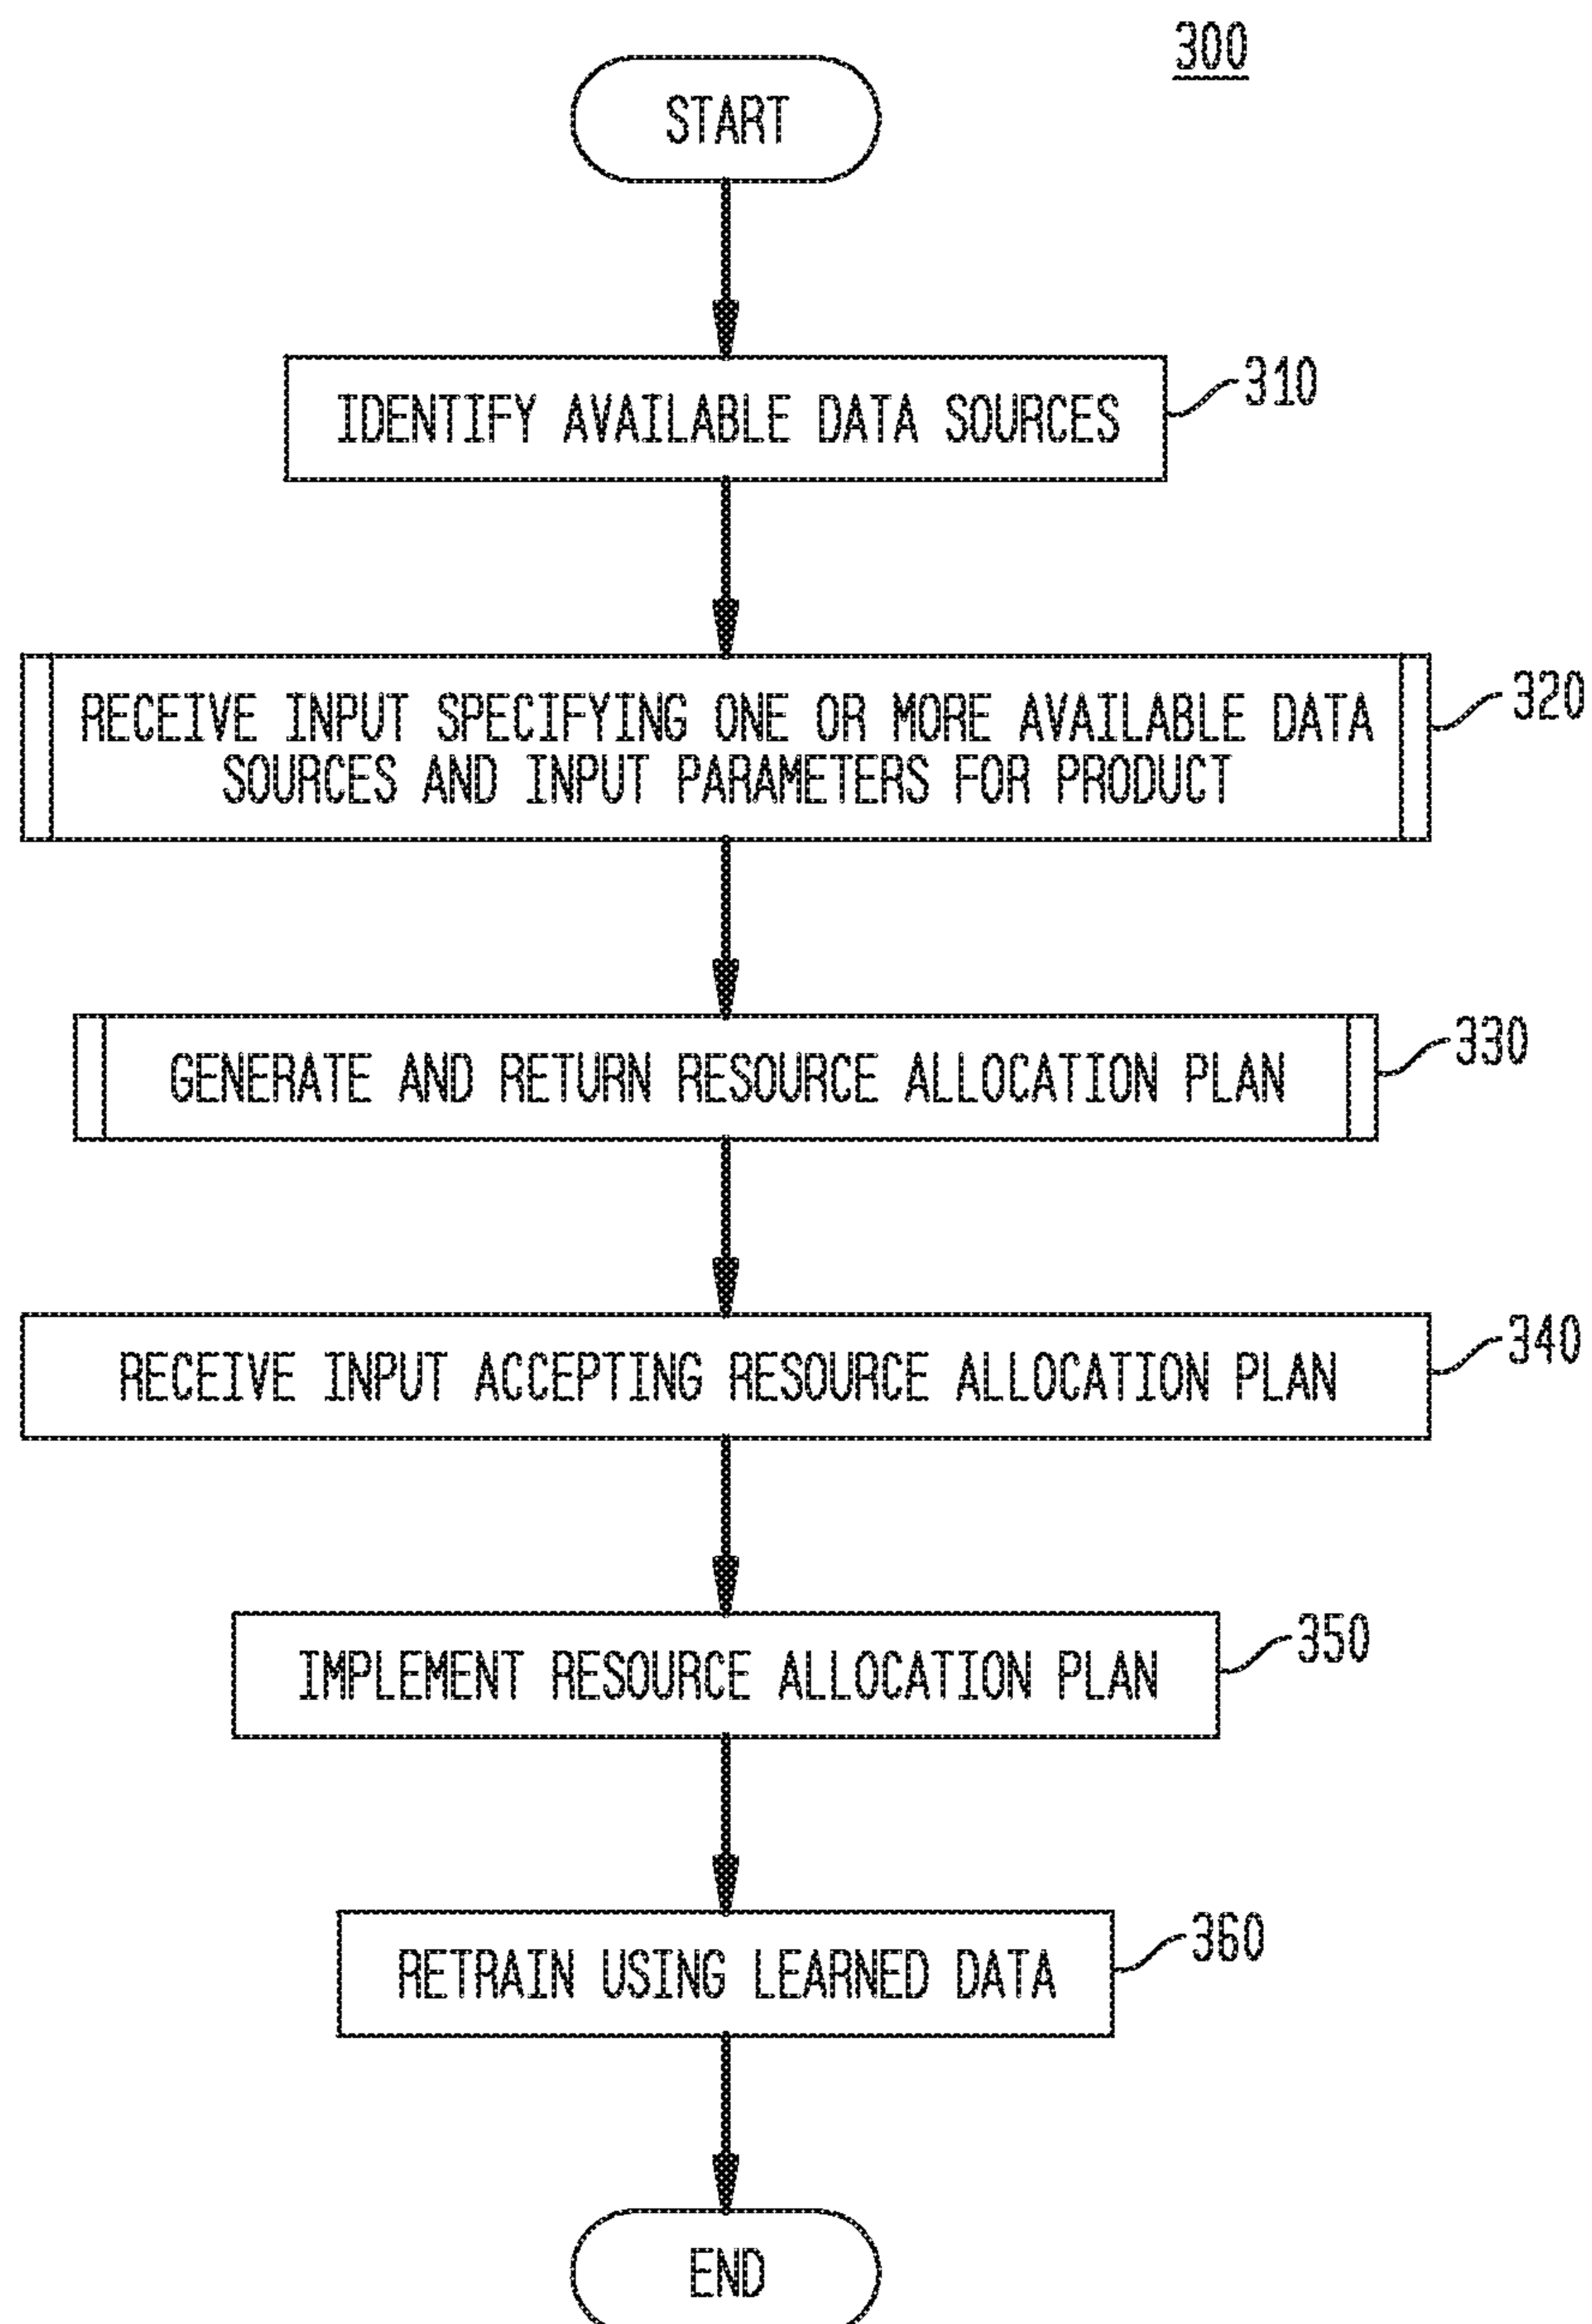 300
START
IDENTIFY AVAILABLE DATA SOURCES
310
RECEIVE INPUT SPECIFYING ONE OR MORE AVAILABLE DATA
SOURCES AND INPUT PARAMETERS FOR PRODUCT
320
GENERATE AND RETURN RESOURCE ALLOCATION PLAN
330
RECEIVE INPUT ACCEPTING RESOURCE ALLOCATION PLAN
340
IMPLEMENT RESOURCE ALLOCATION PLAN
350
RETRAIN USING LEARNED DATA
360
END